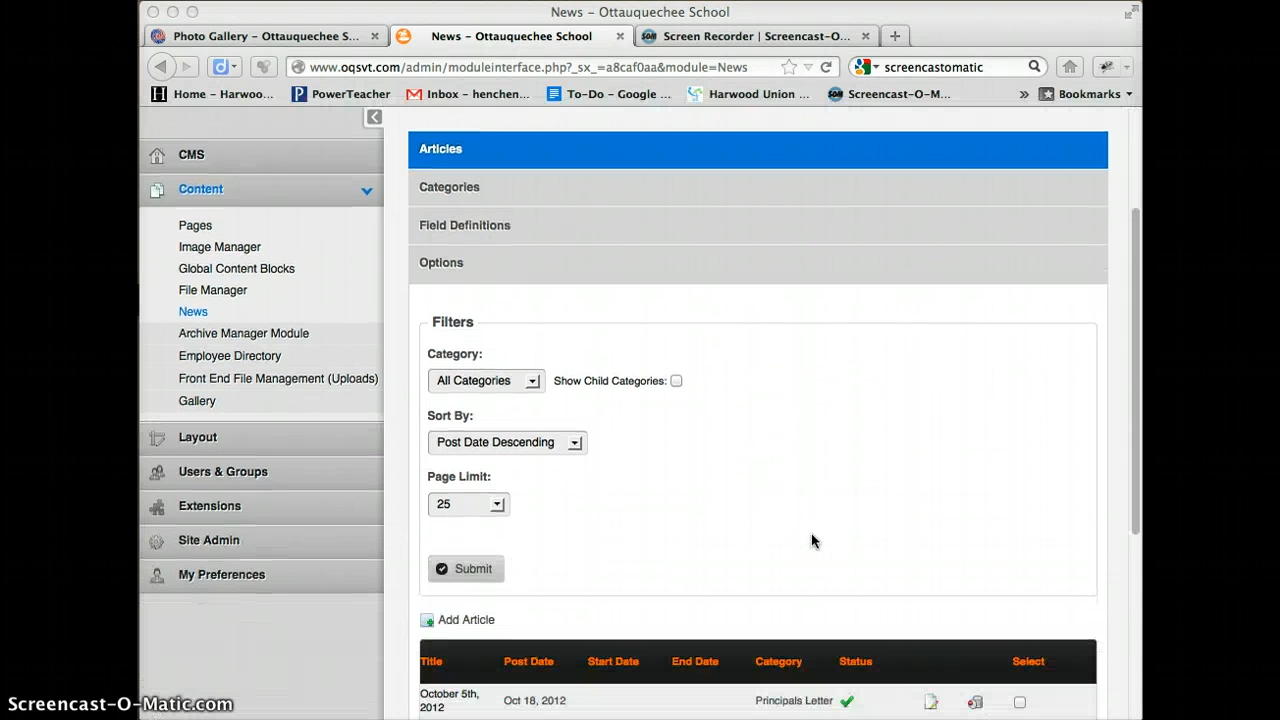 News – Ottauquechee School
Photo Gallery – Ottauquechee S...
News – Ottauquechee School
Screen Recorder | Screencast-O...
www.oqsvt.com/admin/moduleinterface.php?_sx_=a8caf0aa&module=News
screencastomatic
Home – Harwoo...
PowerTeacher
Inbox – henchen...
To-Do – Google ...
Harwood Union ...
Screencast-O-M...
Bookmarks
CMS
Content
Pages
Image Manager
Global Content Blocks
File Manager
News
Archive Manager Module
Employee Directory
Front End File Management (Uploads)
Gallery
Layout
Users & Groups
Extensions
Site Admin
My Preferences
Articles
Categories
Field Definitions
Options
Filters
Category:
All Categories
Show Child Categories:
Sort By:
Post Date Descending
Page Limit:
25
Submit
Add Article
Title Post Date Start Date End Date Category Status Select
October 5th,
2012
Oct 18, 2012
Principals Letter
Screencast-O-Matic.com